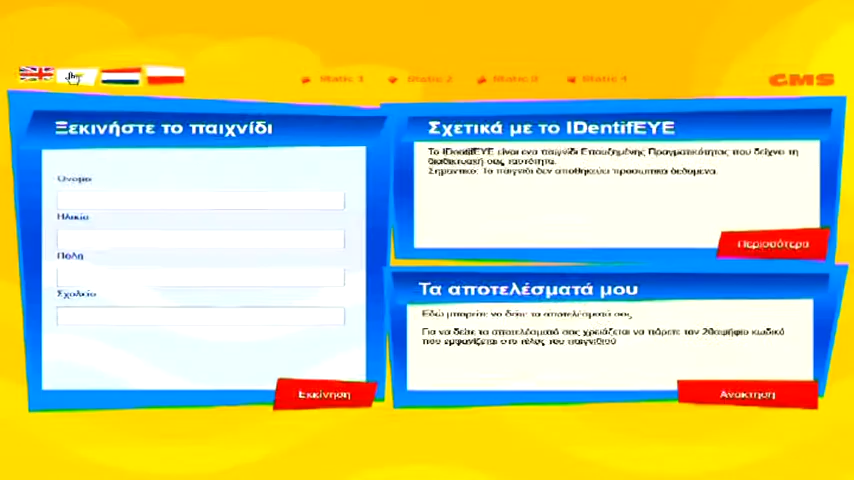 Static 1
Static 2
Static 3
Static 4
CMS
Ξεκινήστε το παιχνίδι
Όνομα
Ηλικία
Πόλη
Σχολείο
Εκκίνηση
Σχετικά με το IDentifEYE
Το IDentifEYE είναι ένα παιχνίδι Επαυξημένης Πραγματικότητας που δείχνει τη
διαδικτυακή σας ταυτότητα.
Σημαντικό: Το παιχνίδι δεν αποθηκεύει προσωπικά δεδομένα.
Περισσότερα
Τα αποτελέσματά μου
Εδώ μπορείτε να δείτε τα αποτελέσματά σας
Για να δείτε τα αποτελέσματά σας χρειάζεται να πάρετε τον 20αψήφιο κωδικό
που εμφανίζεται στο τέλος του παιχνιδιού
Ανάκτηση